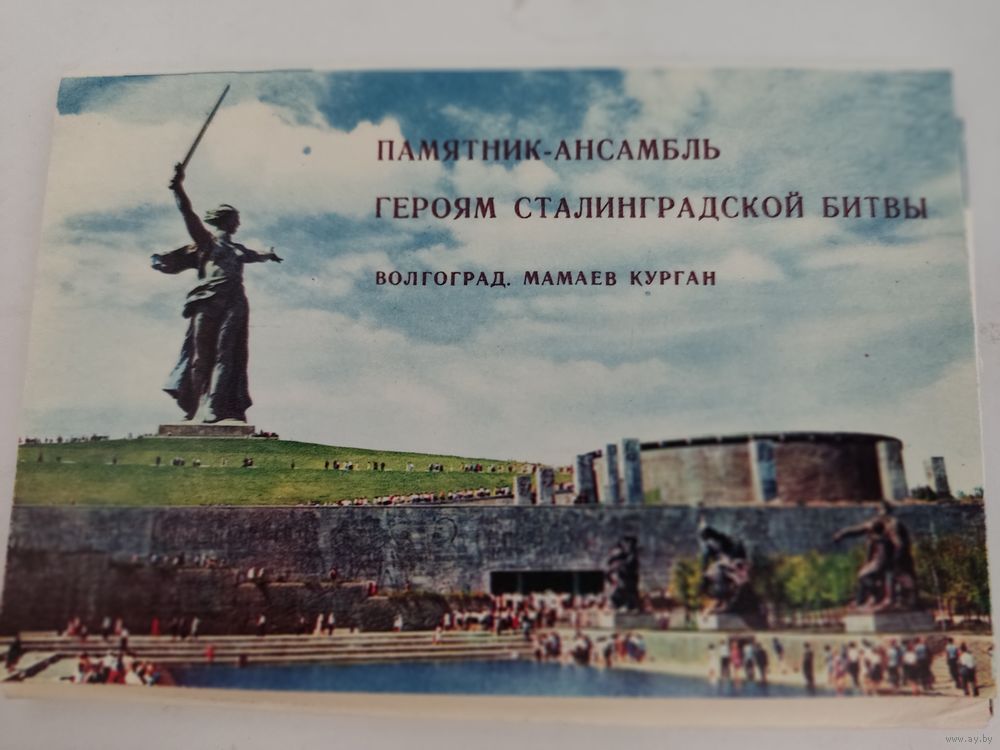 ПАМЯТНИК-АНСАМБЛЬ
ГЕРОЯМ СТАЛИНГРАДСКОЙ БИТВЫ
ВОЛГОГРАД. МАМАЕВ КУРГАН
www.ay.by